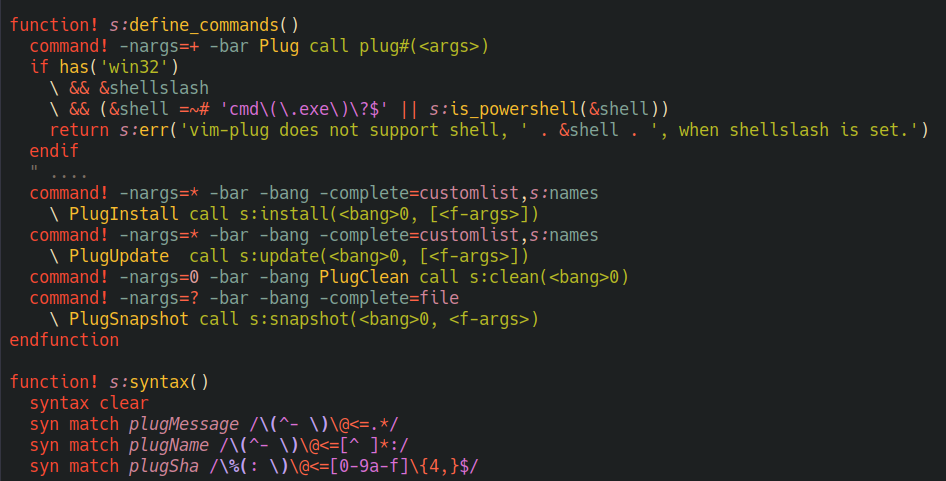 function! s:define_commands()
  command! -nargs=+ -bar Plug call plug#(<args>)
  if has('win32')
    \ && &shellslash
    \ && (&shell =~# 'cmd\(\.exe\)\?$' || s:is_powershell(&shell))
    return s:err('vim-plug does not support shell, ' . &shell . ', when shellslash is set.')
  endif
  " ....
  command! -nargs=* -bar -bang -complete=customlist,s:names
    \ PlugInstall call s:install(<bang>0, [<f-args>])
  command! -nargs=* -bar -bang -complete=customlist,s:names
    \ PlugUpdate  call s:update(<bang>0, [<f-args>])
  command! -nargs=0 -bar -bang PlugClean call s:clean(<bang>0)
  command! -nargs=? -bar -bang -complete=file
    \ PlugSnapshot call s:snapshot(<bang>0, <f-args>)
endfunction

function! s:syntax()
  syntax clear
  syn match plugMessage /\(^- \)\@<=.*/
  syn match plugName /\(^- \)\@<=[^ ]*:/
  syn match plugSha /\%(: \)\@<=[0-9a-f]\{4,}$/